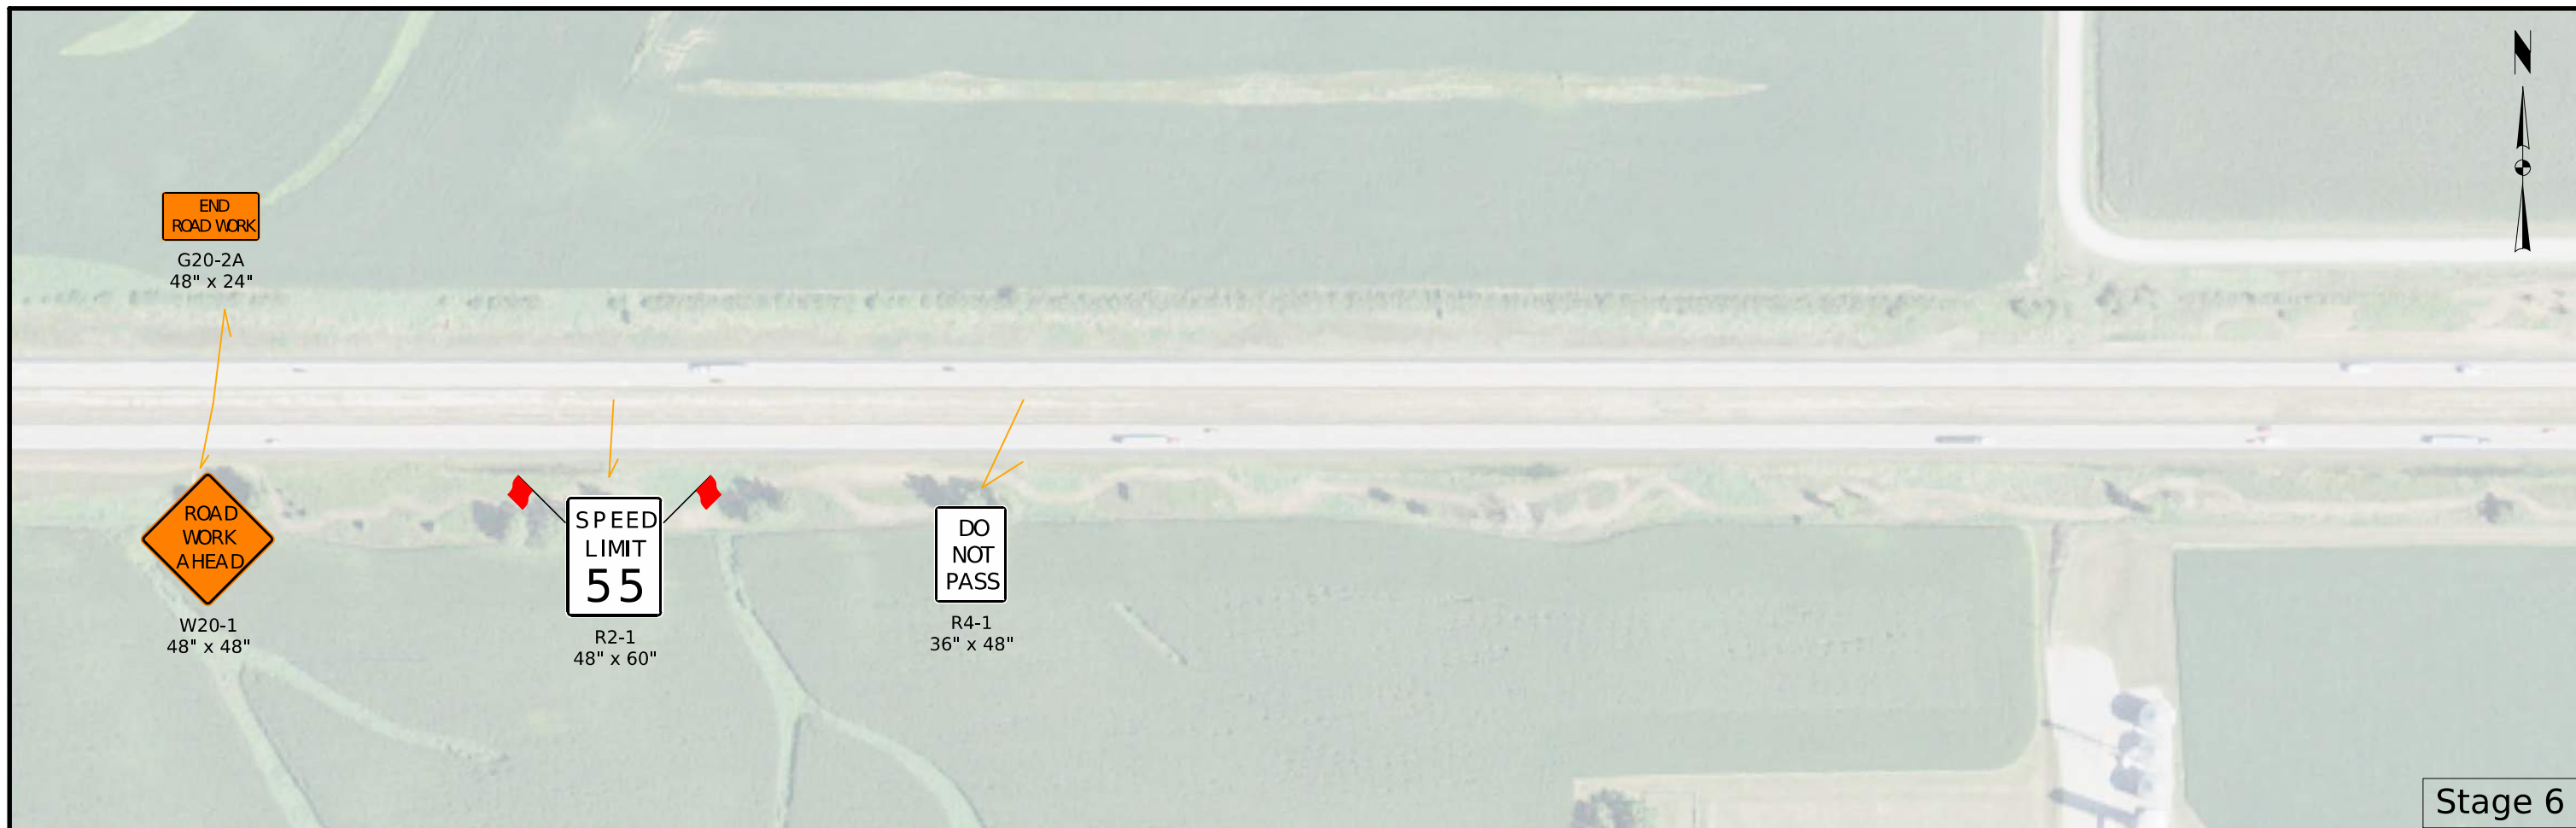 N
END
ROAD WORK
G20-2A
48" x 24"
ROAD
WORK
AHEAD
W20-1
48" x 48"
SPEED
LIMIT
55
R2-1
48" x 60"
DO
NOT
PASS
R4-1
36" x 48"
Stage 6